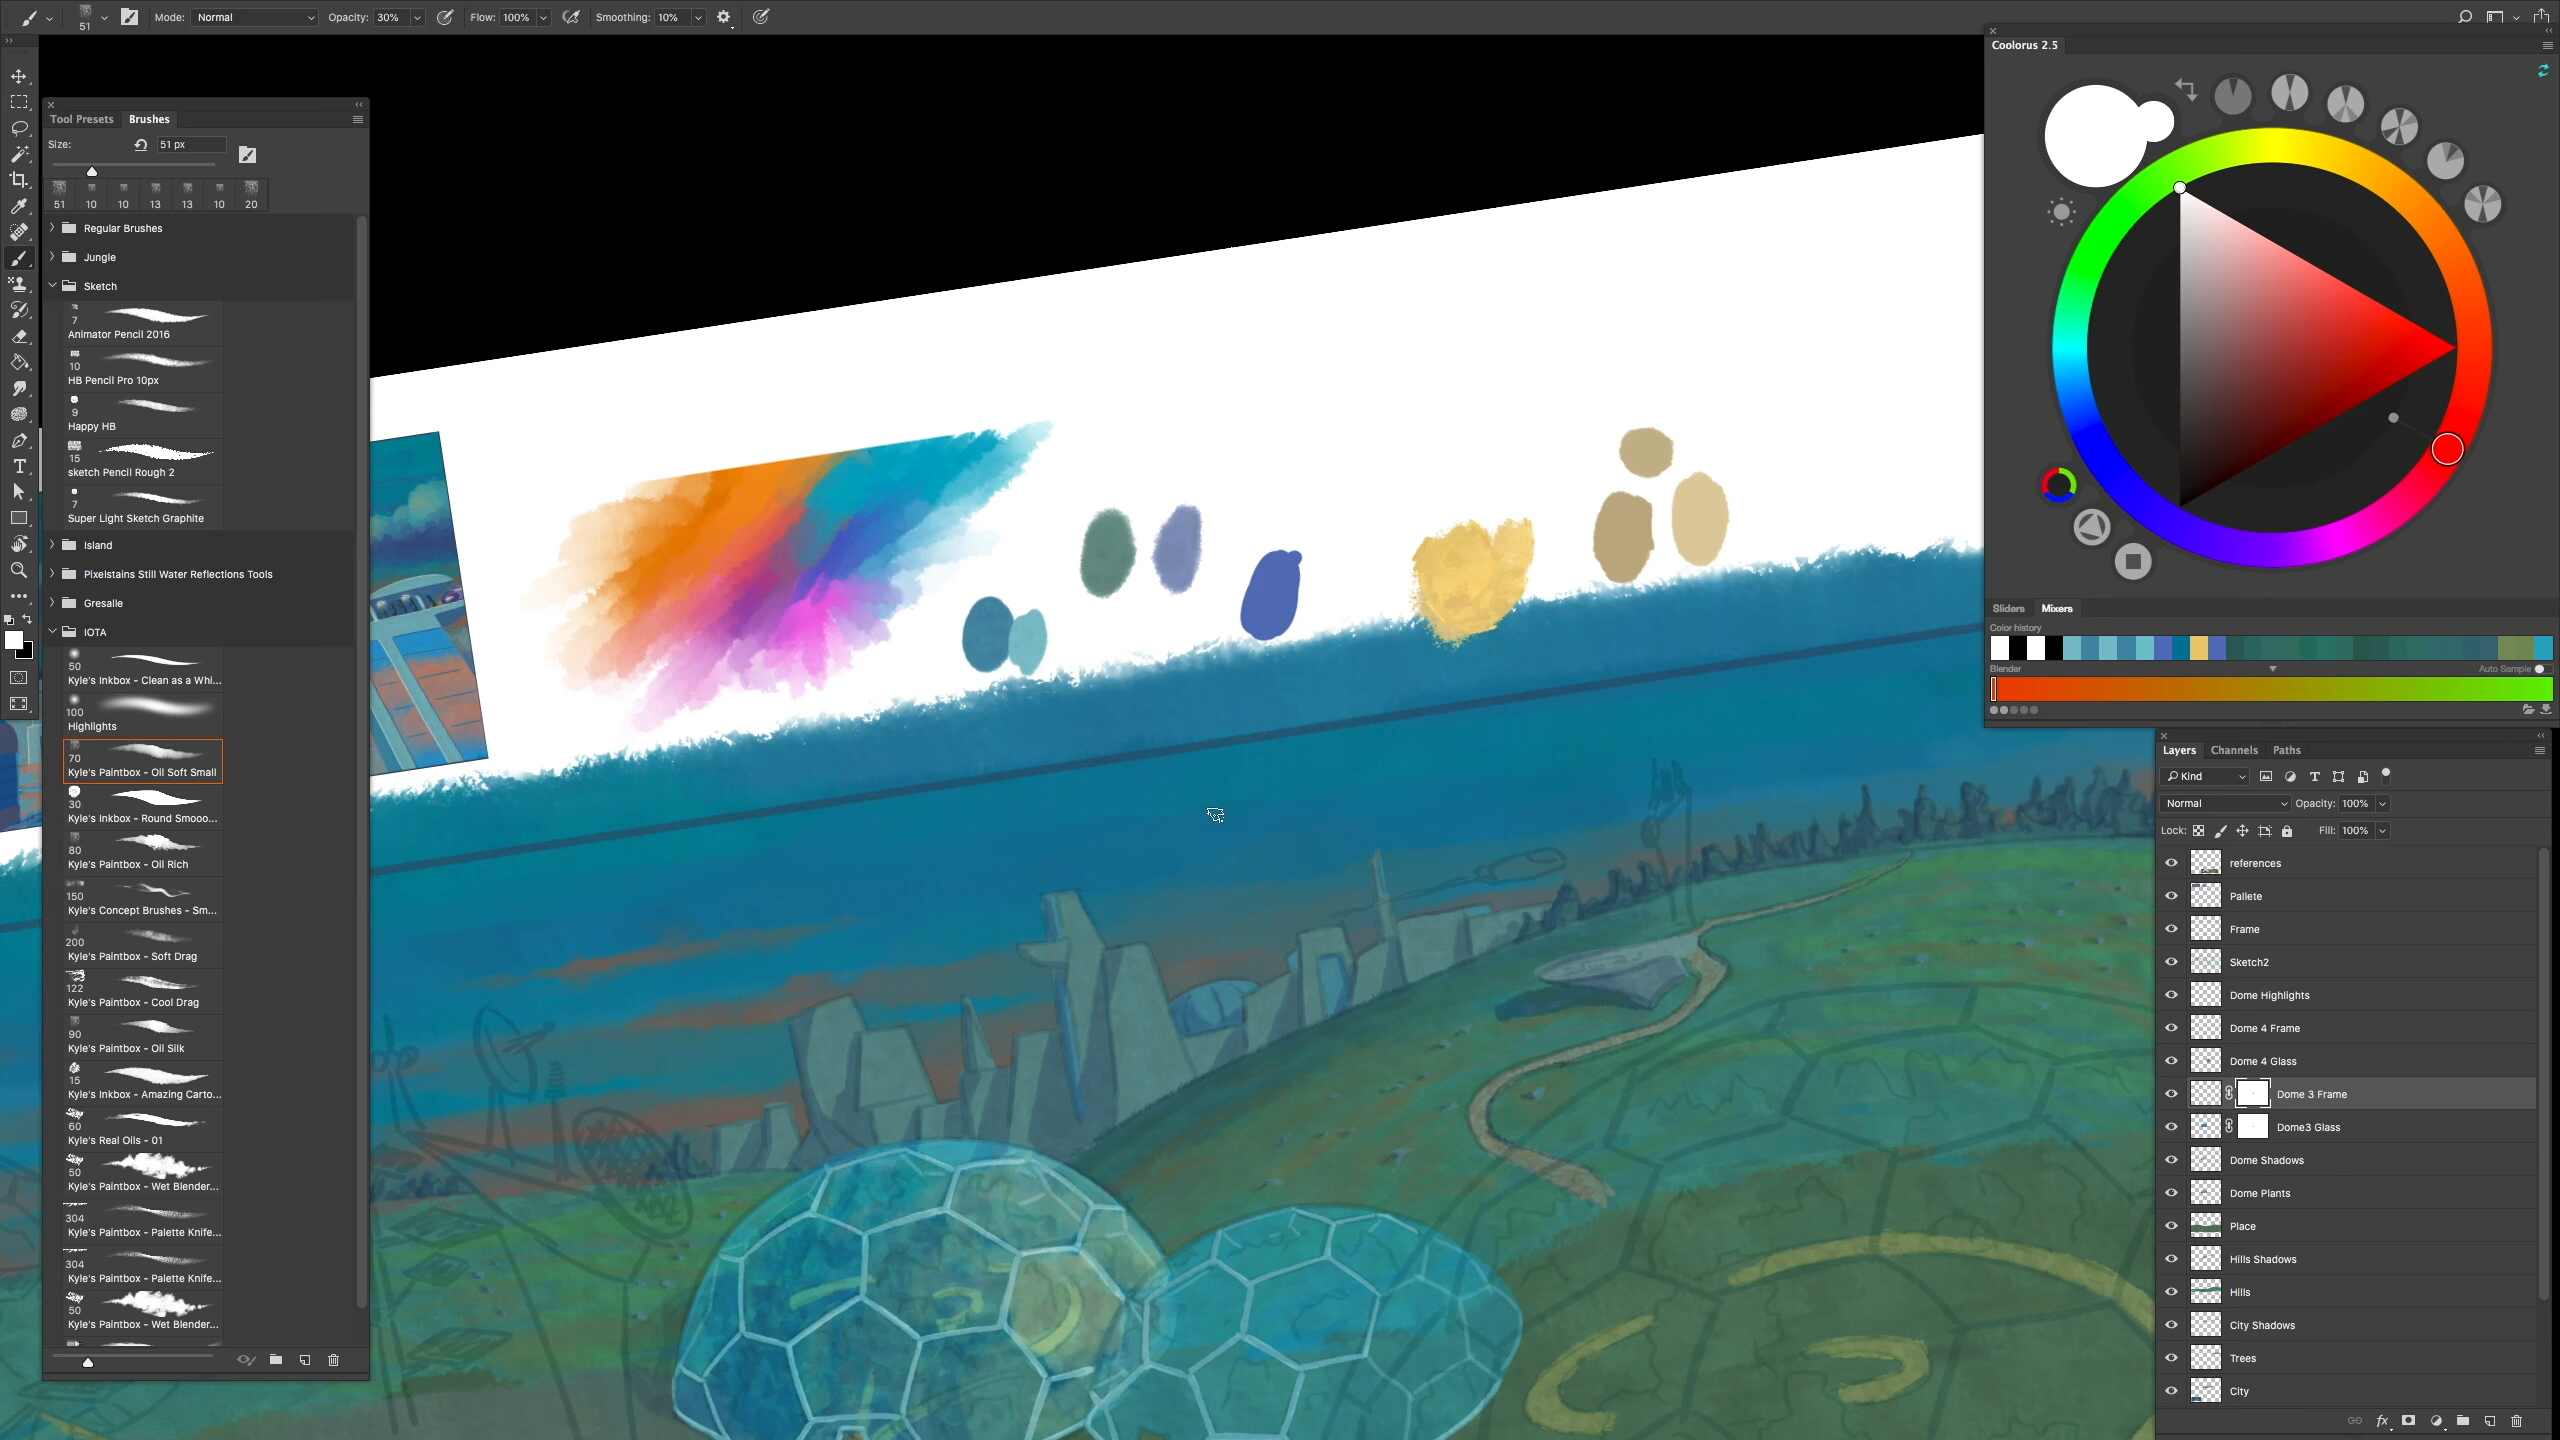 51
Mode: Normal
Opacity: 30%
Flow: 100%
Smoothing: 10%
Tool Presets
Brushes
Size:
51 px
51 10 10 13 13 10 20
Regular Brushes
Jungle
Sketch
7
Animator Pencil 2016
10
HB Pencil Pro 10px
9
Happy HB
15
sketch Pencil Rough 2
7
Super Light Sketch Graphite
Island
Pixelstains Still Water Reflections Tools
Gresalle
IOTA
50
Kyle's Inkbox - Clean as a Whi...
100
Highlights
70
Kyle's Paintbox - Oil Soft Small
30
Kyle's Inkbox - Round Smooo...
80
Kyle's Paintbox - Oil Rich
150
Kyle's Concept Brushes - Sm...
200
Kyle's Paintbox - Soft Drag
122
Kyle's Paintbox - Cool Drag
90
Kyle's Paintbox - Oil Silk
15
Kyle's Inkbox - Amazing Carto...
60
Kyle's Real Oils - 01
50
Kyle's Paintbox - Wet Blender...
304
Kyle's Paintbox - Palette Knife...
304
Kyle's Paintbox - Palette Knife...
50
Kyle's Paintbox - Wet Blender...
Coolorus 2.5
Sliders
Mixers
Color history
Blender
Auto Sample
Layers
Channels
Paths
Kind
Normal
Opacity: 100%
Lock:
Fill: 100%
references
Pallete
Frame
Sketch2
Dome Highlights
Dome 4 Frame
Dome 4 Glass
Dome 3 Frame
Dome3 Glass
Dome Shadows
Dome Plants
Place
Hills Shadows
Hills
City Shadows
Trees
City
fx